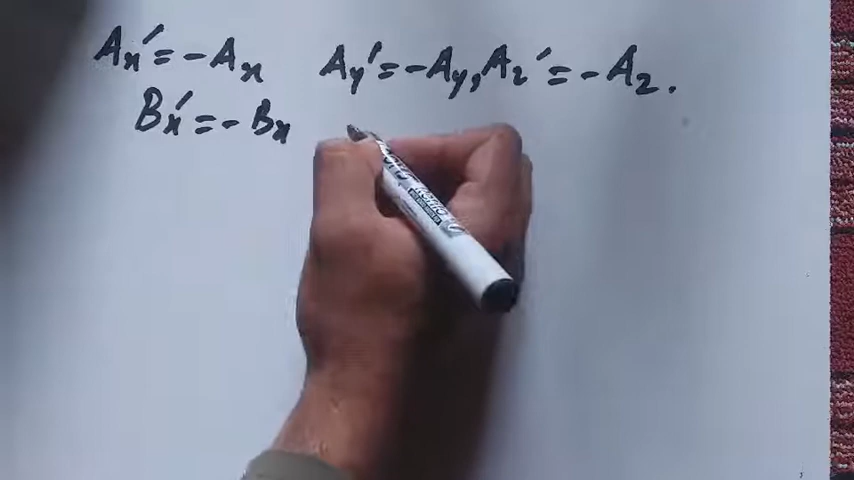 Ax' = -Ax Ay' = -Ay, Az' = -Az.
Bx' = -Bx